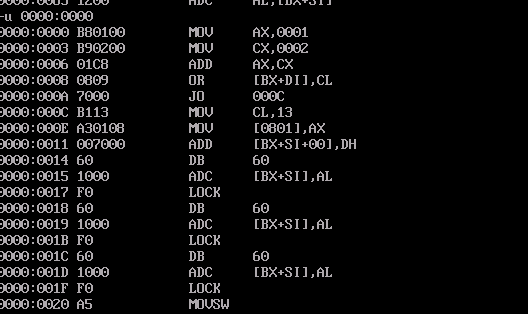 0000:0003 1200 ADC AL,[BX+SI]
-u 0000:0000
0000:0000 B80100 MOV AX,0001
0000:0003 B90200 MOV CX,0002
0000:0006 01C8 ADD AX,CX
0000:0008 0809 OR [BX+DI],CL
0000:000A 7000 JO 000C
0000:000C B113 MOV CL,13
0000:000E A30108 MOV [0801],AX
0000:0011 007000 ADD [BX+SI+00],DH
0000:0014 60 DB 60
0000:0015 1000 ADC [BX+SI],AL
0000:0017 F0 LOCK
0000:0018 60 DB 60
0000:0019 1000 ADC [BX+SI],AL
0000:001B F0 LOCK
0000:001C 60 DB 60
0000:001D 1000 ADC [BX+SI],AL
0000:001F F0 LOCK
0000:0020 A5 MOVSW